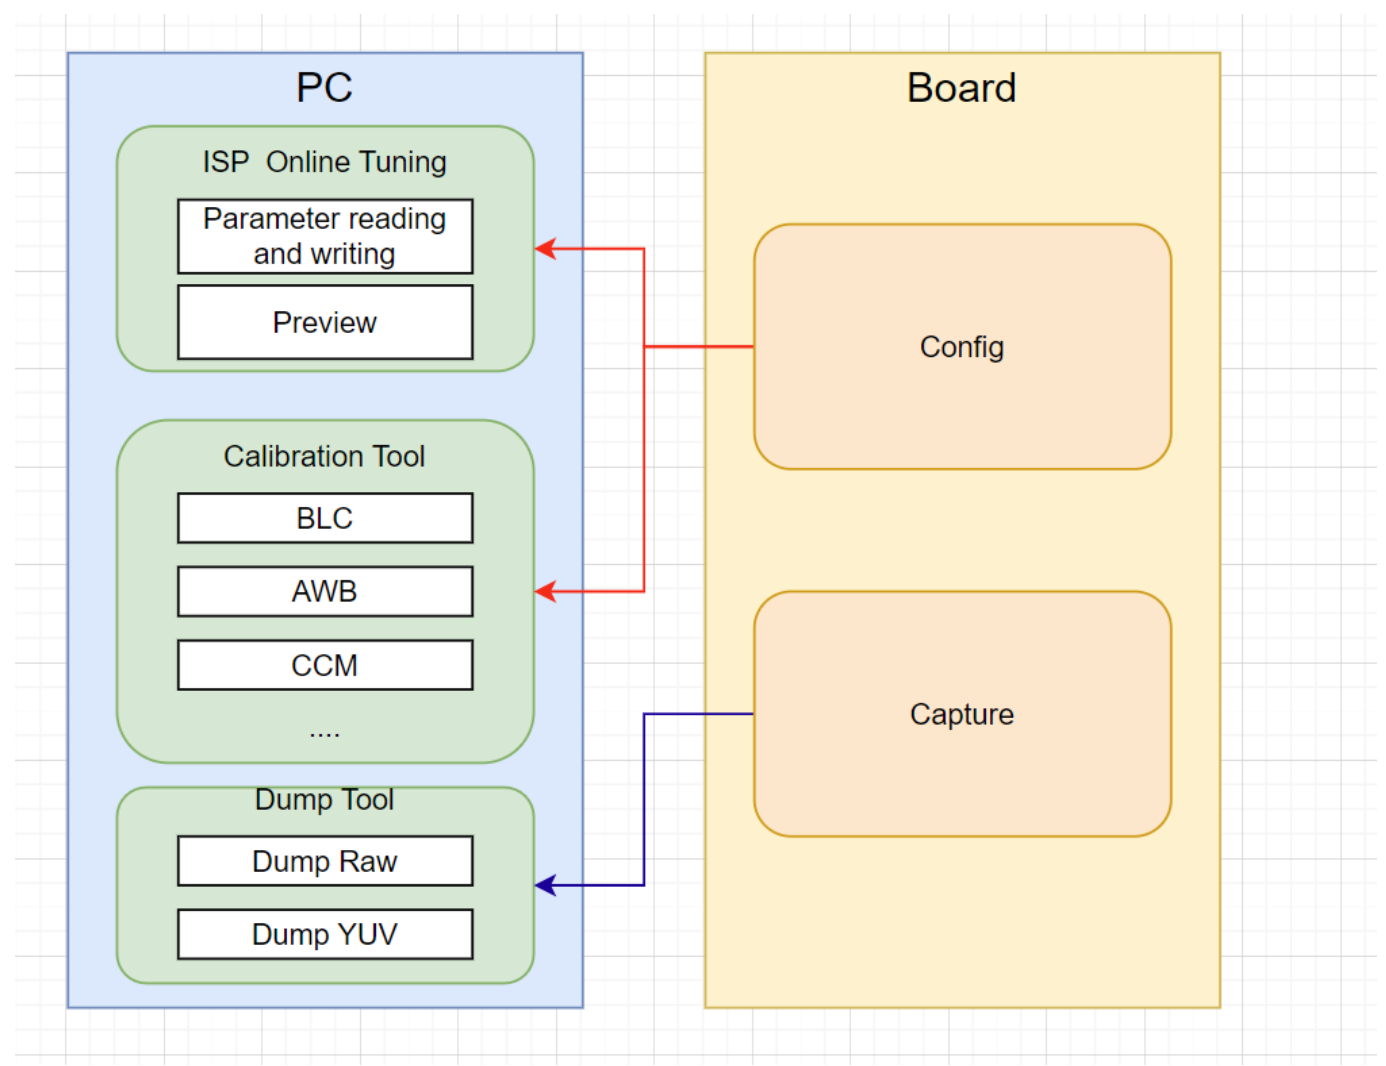 PC
ISP  Online Tuning
Parameter reading
and writing
Preview
Calibration Tool
BLC
AWB
CCM
....
Dump Tool
Dump Raw
Dump YUV
Board
Config
Capture